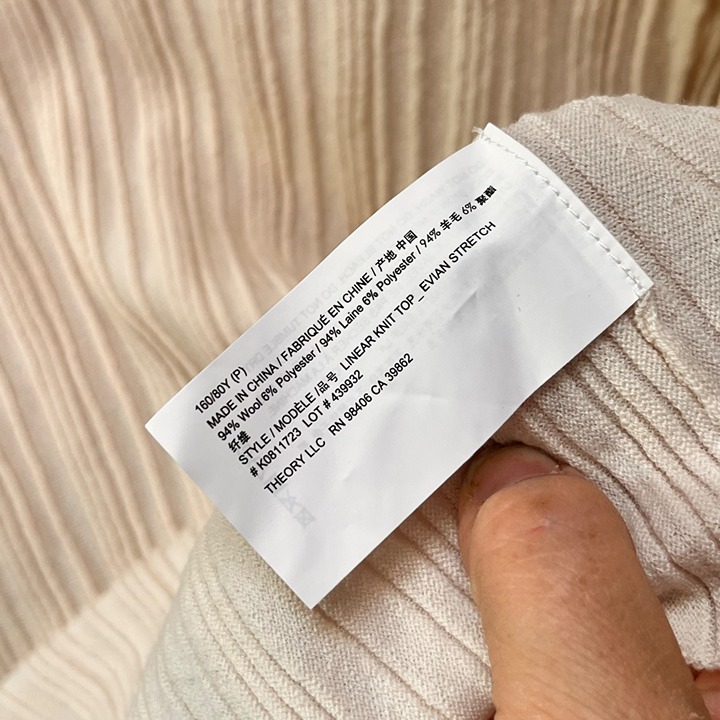 160/80Y (P)
MADE IN CHINA / FABRIQUÉ EN CHINE / 产地 中国
94% Wool 6% Polyester / 94% Laine 6% Polyester / 94% 羊毛 6% 聚酯
纤维
STYLE / MODÈLE /品号 LINEAR KNIT TOP_ EVIAN STRETCH
# K0811723 LOT # 439932
THEORY LLC RN 98406 CA 39862